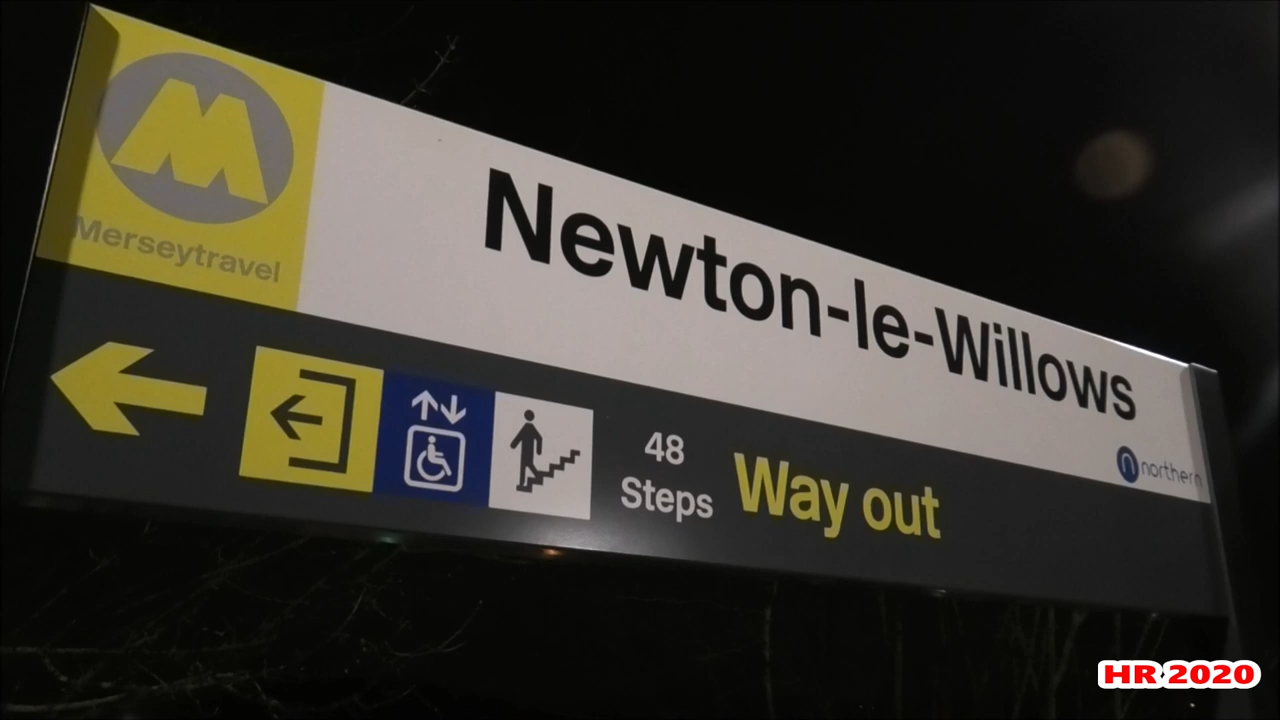 M
Merseytravel
Newton-le-Willows
northern
48
Steps
Way out
HR 2020